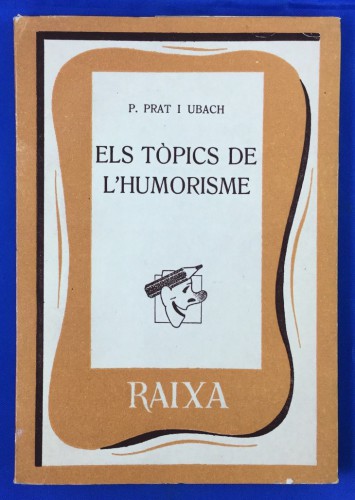 P. PRAT I UBACH
ELS TÒPICS DE
L'HUMORISME
RAIXA